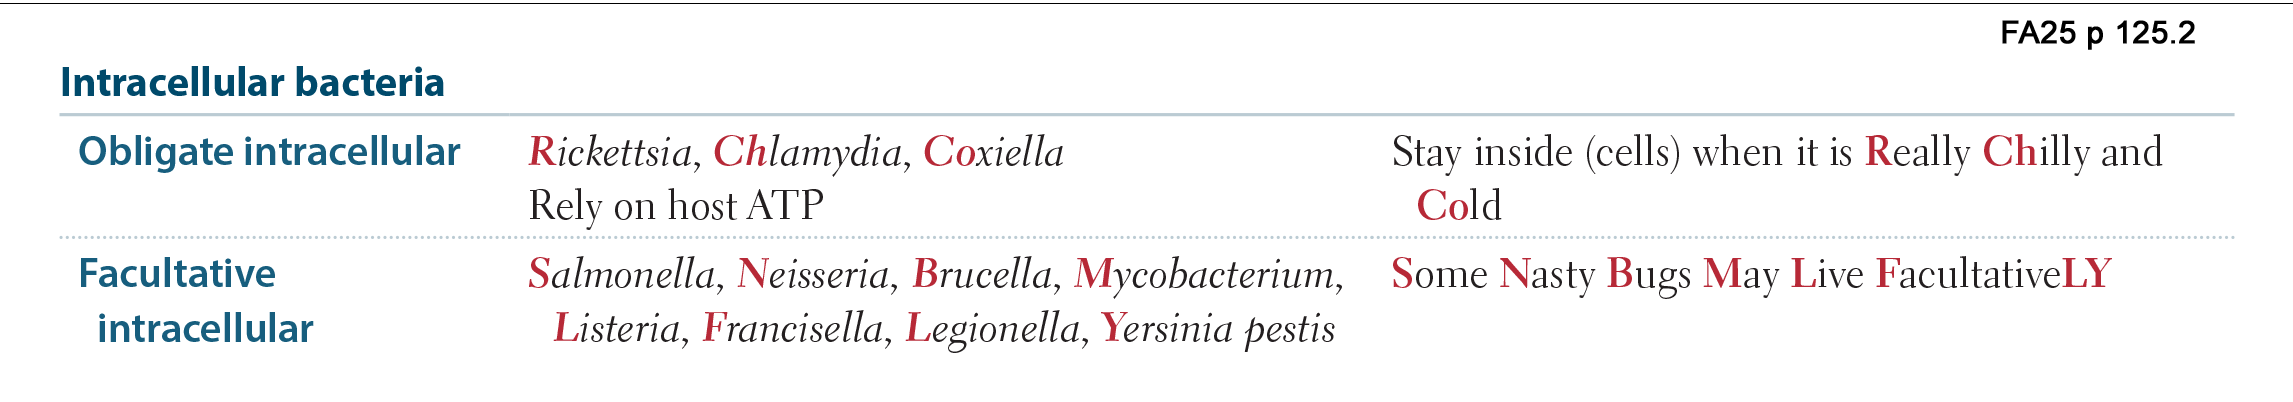 FA25 p 125.2
Intracellular bacteria
Obligate intracellular
Rickettsia, Chlamydia, Coxiella
Rely on host ATP
Stay inside (cells) when it is Really Chilly and
Cold
Facultative
intracellular
Salmonella, Neisseria, Brucella, Mycobacterium,
Listeria, Francisella, Legionella, Yersinia pestis
Some Nasty Bugs May Live FacultativeLY